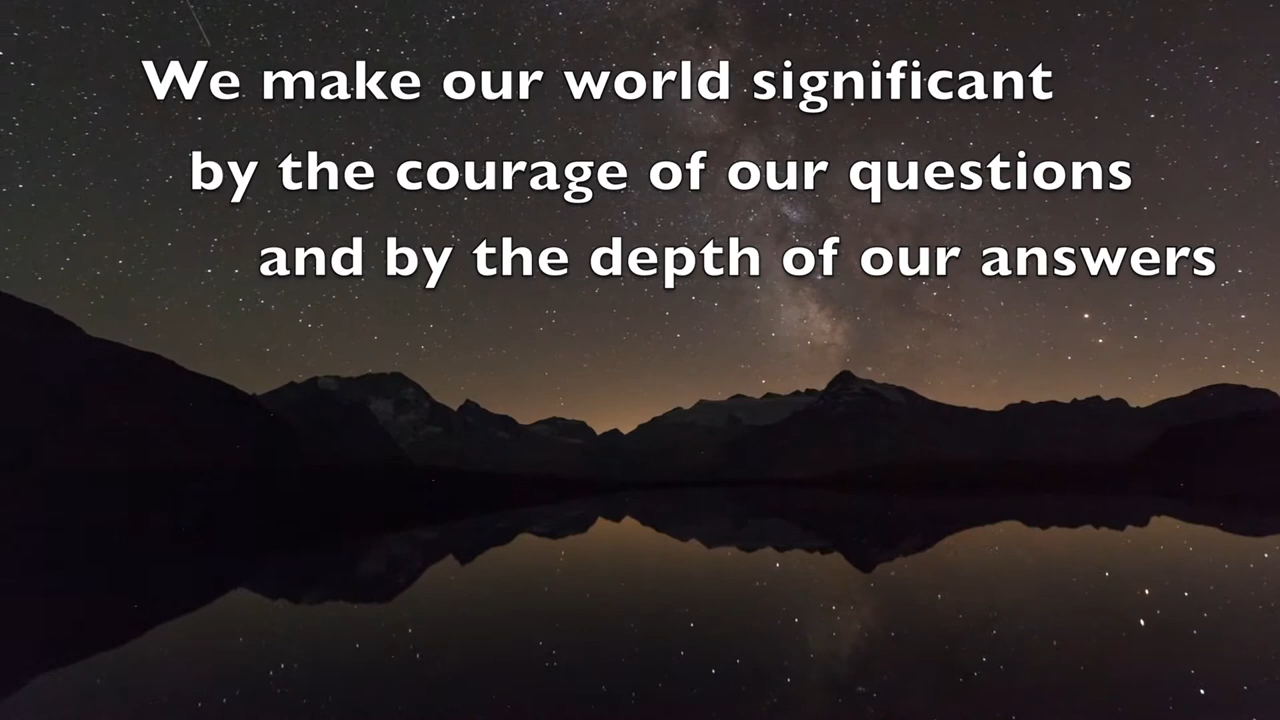 We make our world significant
by the courage of our questions
and by the depth of our answers